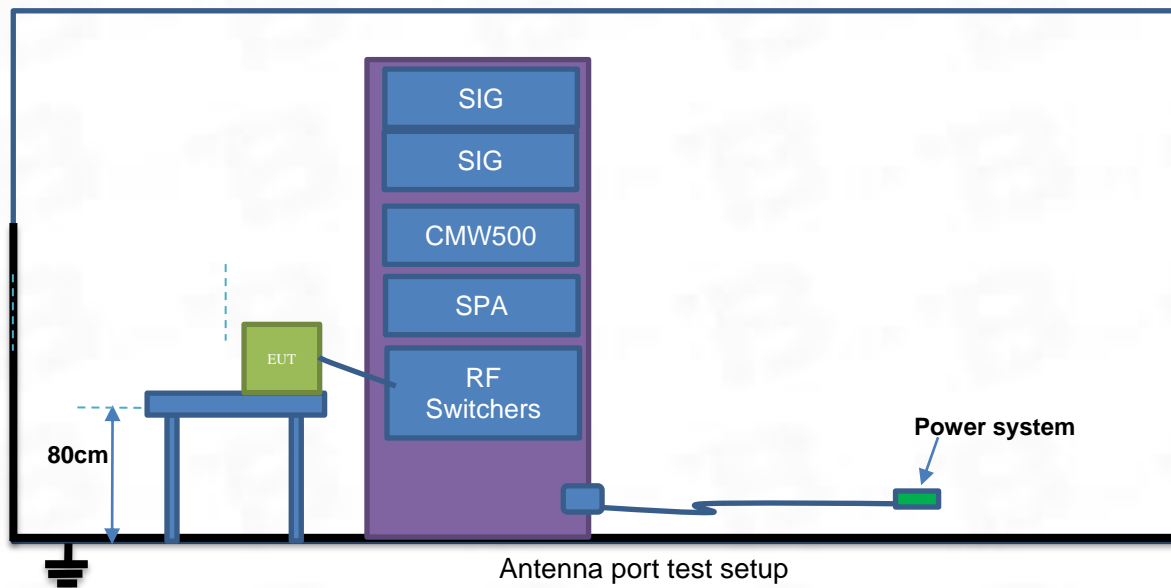 SIG
SIG
CMW500
SPA
EUT
RF
Switchers
80cm
Power system
Antenna port test setup